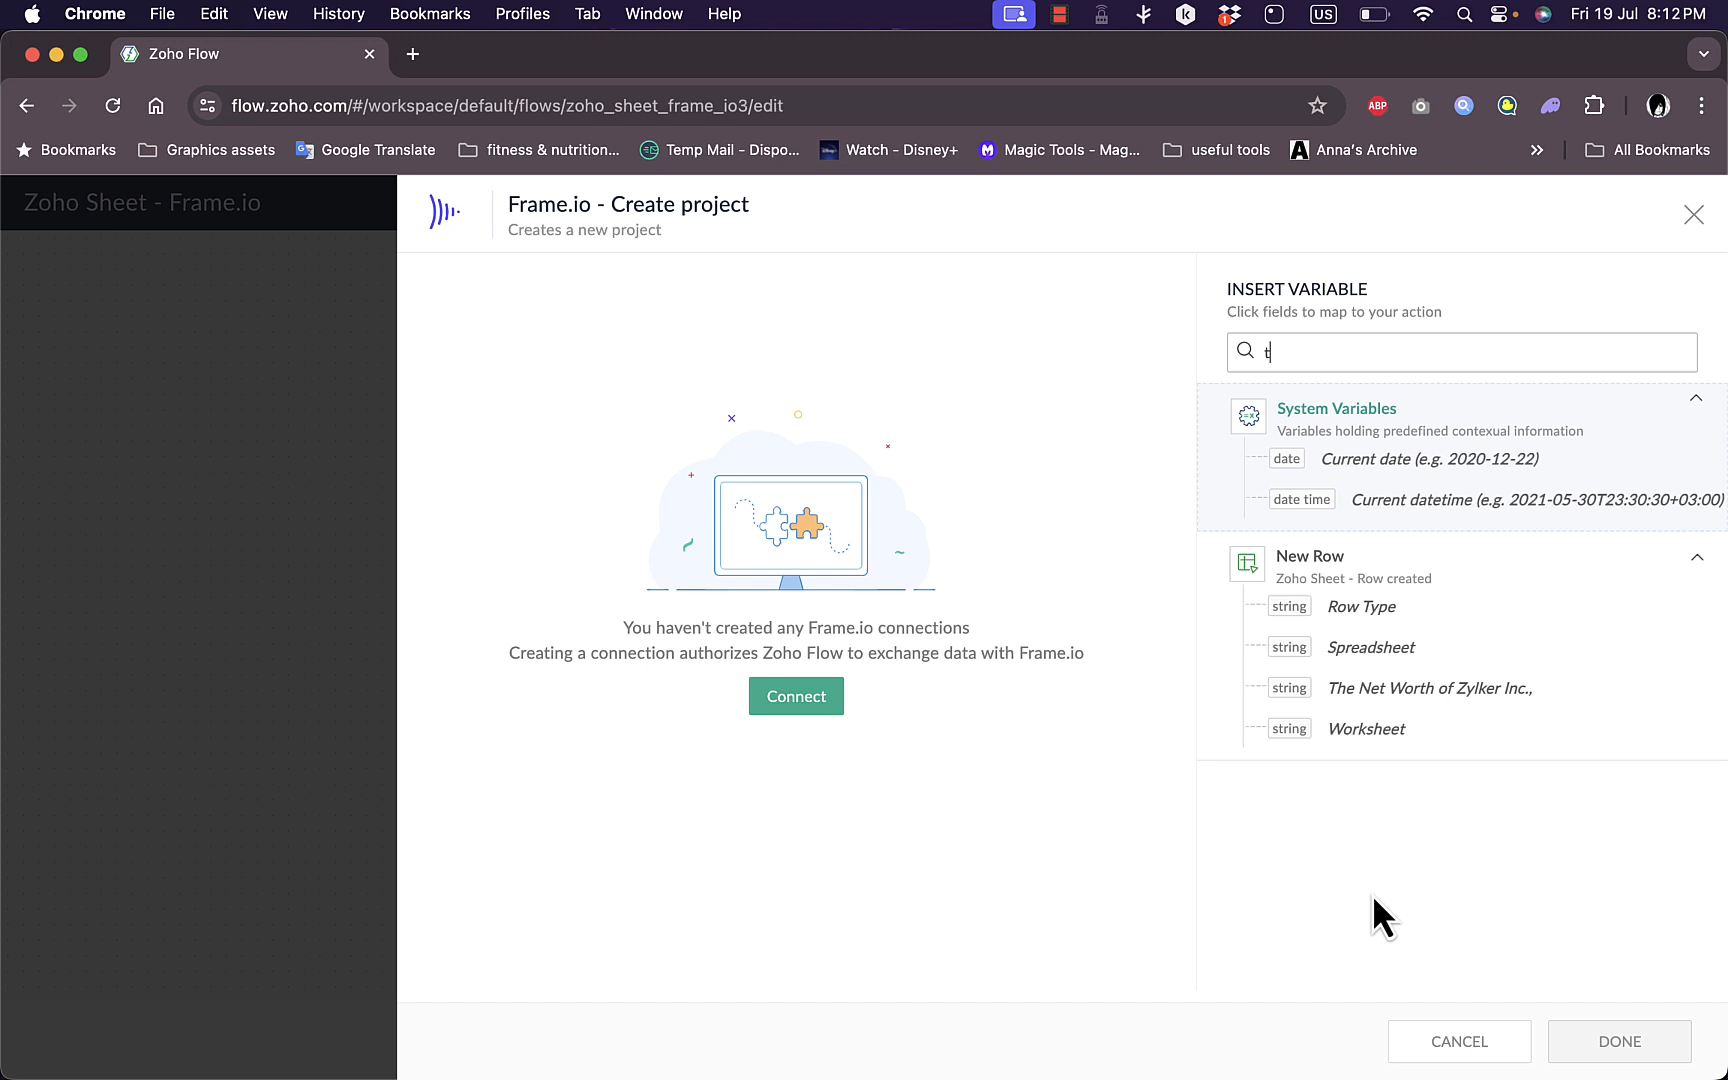 Chrome File Edit View History Bookmarks Profiles Tab Window Help US Fri 19 Jul 8:12 PM
Zoho Flow
flow.zoho.com/#/workspace/default/flows/zoho_sheet_frame_io3/edit
ABP
Bookmarks Graphics assets Google Translate fitness & nutrition... Temp Mail - Dispo... Watch - Disney+ Magic Tools - Mag... useful tools Anna's Archive All Bookmarks
Zoho Sheet - Frame.io
Frame.io - Create project
Creates a new project
You haven't created any Frame.io connections
Creating a connection authorizes Zoho Flow to exchange data with Frame.io
Connect
INSERT VARIABLE
Click fields to map to your action
t
System Variables
Variables holding predefined contexual information
date Current date (e.g. 2020-12-22)
date time Current datetime (e.g. 2021-05-30T23:30:30+03:00)
New Row
Zoho Sheet - Row created
string Row Type
string Spreadsheet
string The Net Worth of Zylker Inc.,
string Worksheet
CANCEL DONE